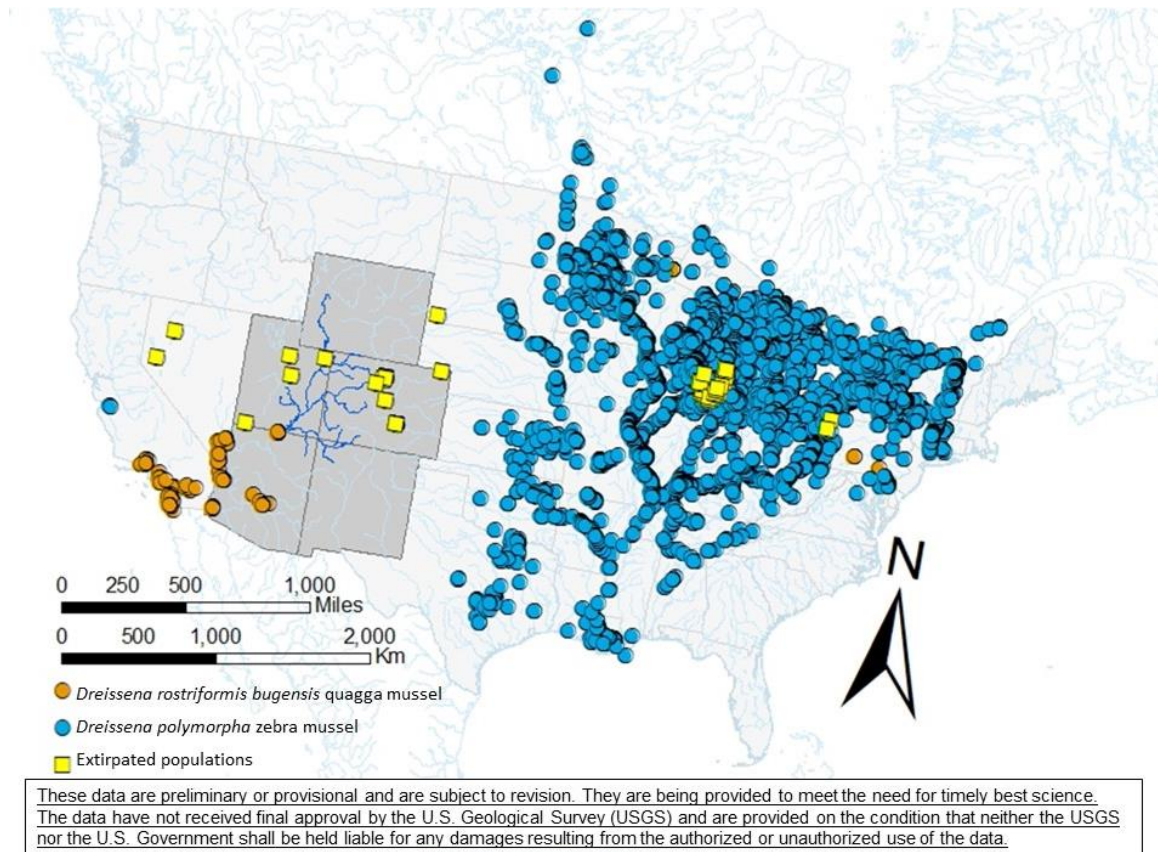 N
0 250 500 1,000
Miles
0 500 1,000 2,000
Km
Dreissena rostriformis bugensis quagga mussel
Dreissena polymorpha zebra mussel
Extirpated populations
These data are preliminary or provisional and are subject to revision. They are being provided to meet the need for timely best science.
The data have not received final approval by the U.S. Geological Survey (USGS) and are provided on the condition that neither the USGS
nor the U.S. Government shall be held liable for any damages resulting from the authorized or unauthorized use of the data.